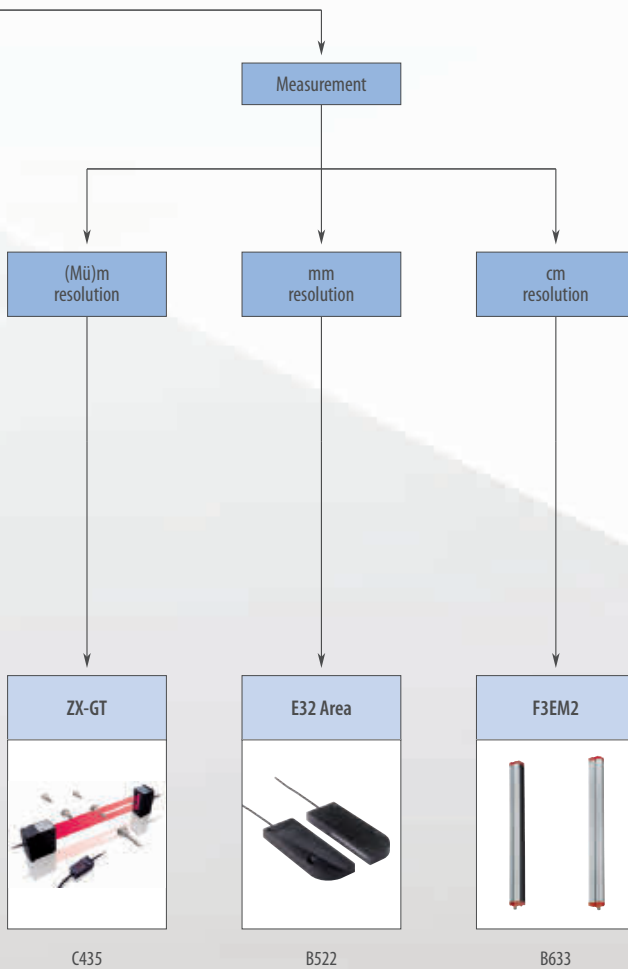 Measurement
(Mü)m
resolution
mm
resolution
cm
resolution
ZX-GT
E32 Area
F3EM2
C435
B522
B633